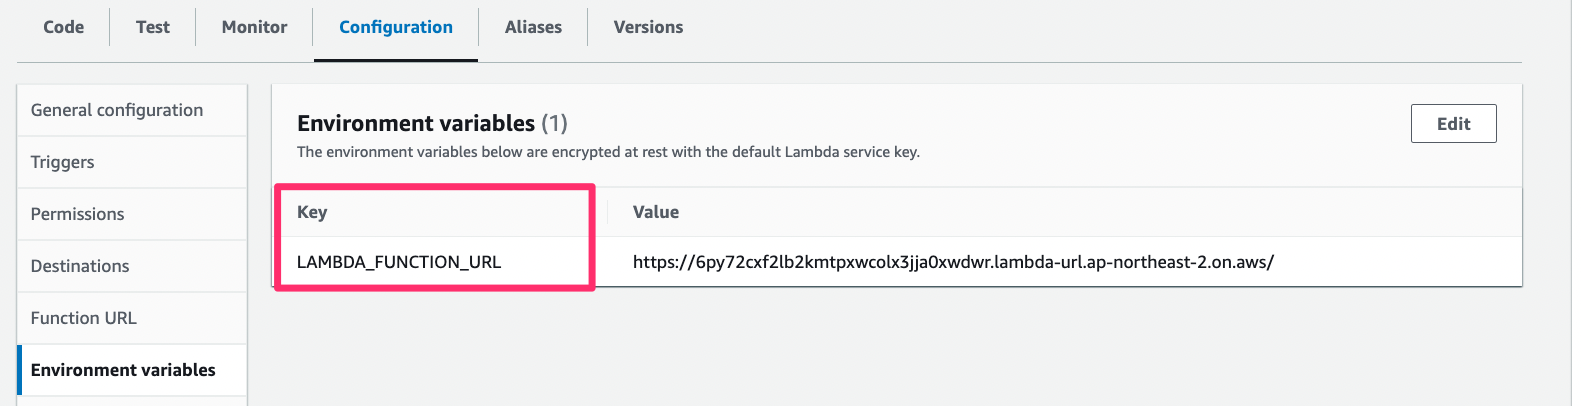 Code Test Monitor Configuration Aliases Versions
General configuration
Triggers
Permissions
Destinations
Function URL
Environment variables
Environment variables (1)
Edit
The environment variables below are encrypted at rest with the default Lambda service key.
Key Value
LAMBDA_FUNCTION_URL https://6py72cxf2lb2kmtpxwcolx3jja0xwdwr.lambda-url.ap-northeast-2.on.aws/